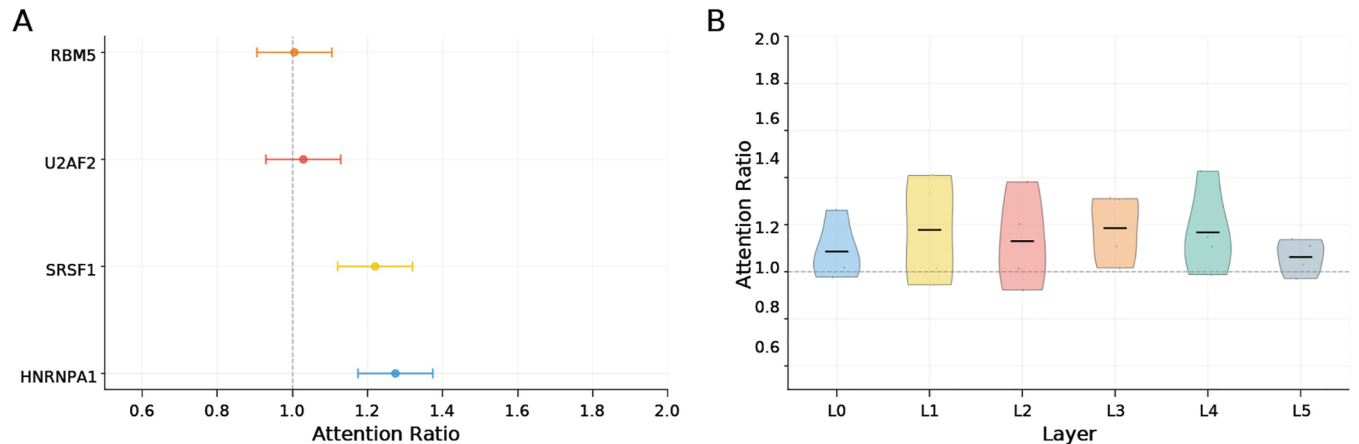 A
RBM5
U2AF2
SRSF1
HNRNPA1
0.6 0.8 1.0 1.2 1.4 1.6 1.8 2.0
Attention Ratio
B
2.0
1.8
1.6
1.4
1.2
1.0
0.8
0.6
Attention Ratio
L0 L1 L2 L3 L4 L5
Layer